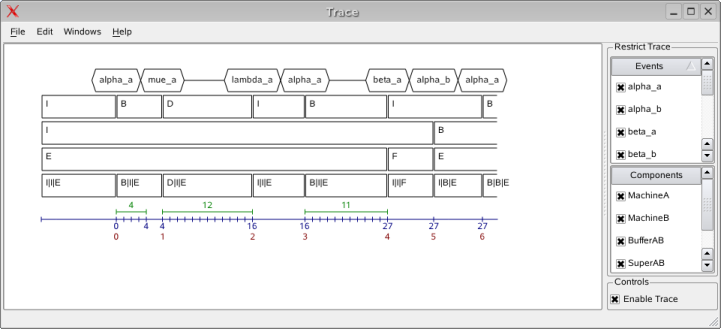 Trace
File Edit Windows Help
Restrict Trace
Events
alpha_a
alpha_b
beta_a
beta_b
Components
MachineA
MachineB
BufferAB
SuperAB
Controls
Enable Trace
alpha_a mue_a lambda_a alpha_a beta_a alpha_b alpha_a
I B D I B I B
I B
E F E
I|I|E B|I|E D|I|E I|I|E B|I|E I|I|F I|B|E B|B|E
4 12 11
0 4 4 16 16 27 27 27
0 1 2 3 4 5 6